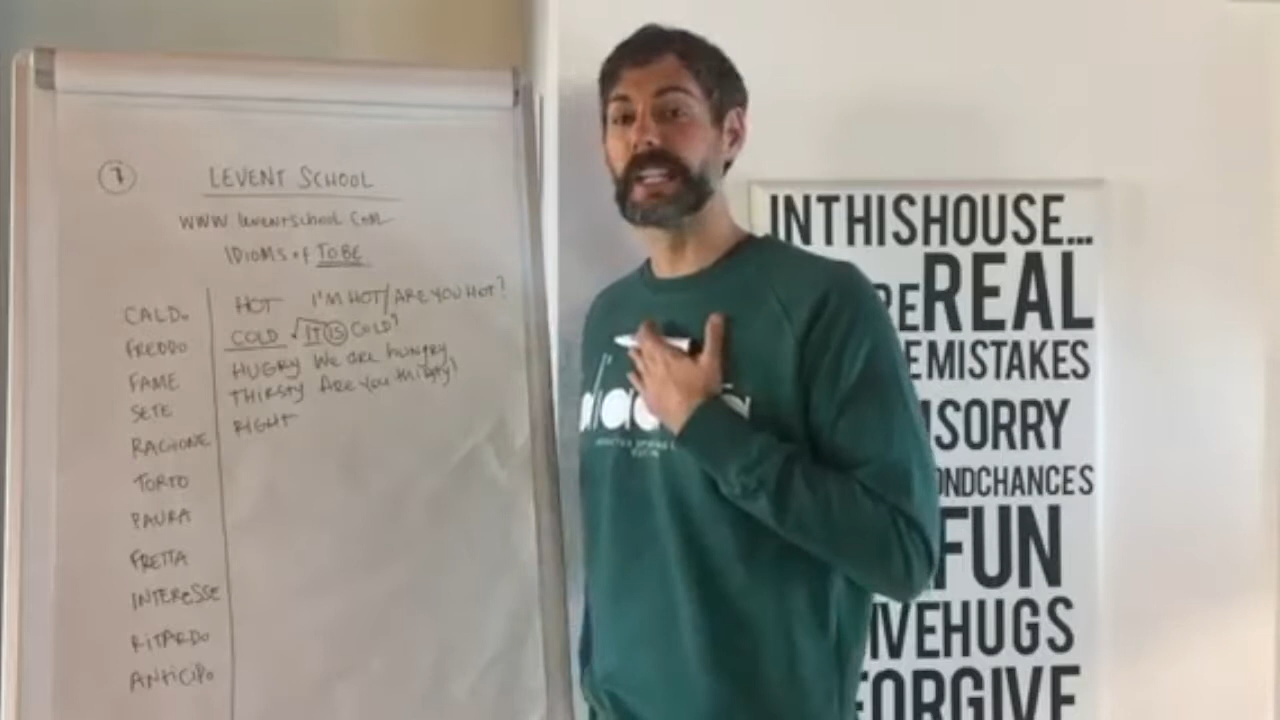 7
LEVENT SCHOOL
WWW.leventschool.com
IDIOMS of TO BE
CALDO HOT I'M HOT/ARE YOU HOT?
FREDDO COLD IT IS COLD?
FAME HUGRY We are hungry
SETE THIRSTY Are you thirsty?
RAGIONE RIGHT
TORTO
PAURA
FRETTA
INTERESSE
RITARDO
ANTICIPO
INTHISHOUSE...
REAL
MISTAKES
SORRY
CHANCES
FUN
HUGS
FORGIVE